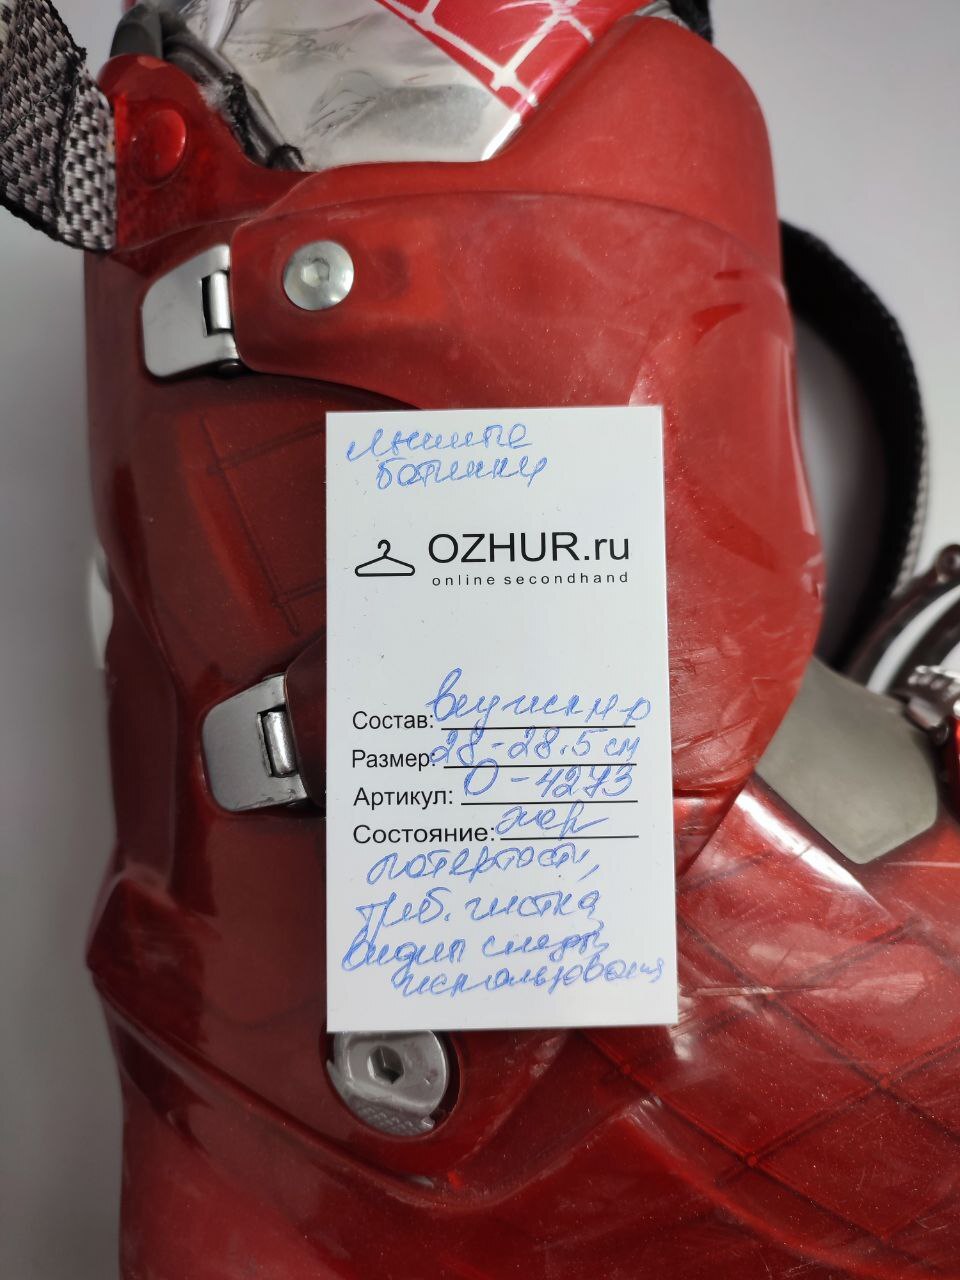 лыжные
ботинки
OZHUR.ru
online secondhand
Состав:
Размер: 28-28.5 см
Артикул: О-4273
Состояние: хор
потертости,
треб. чистка,
видны следы
использования